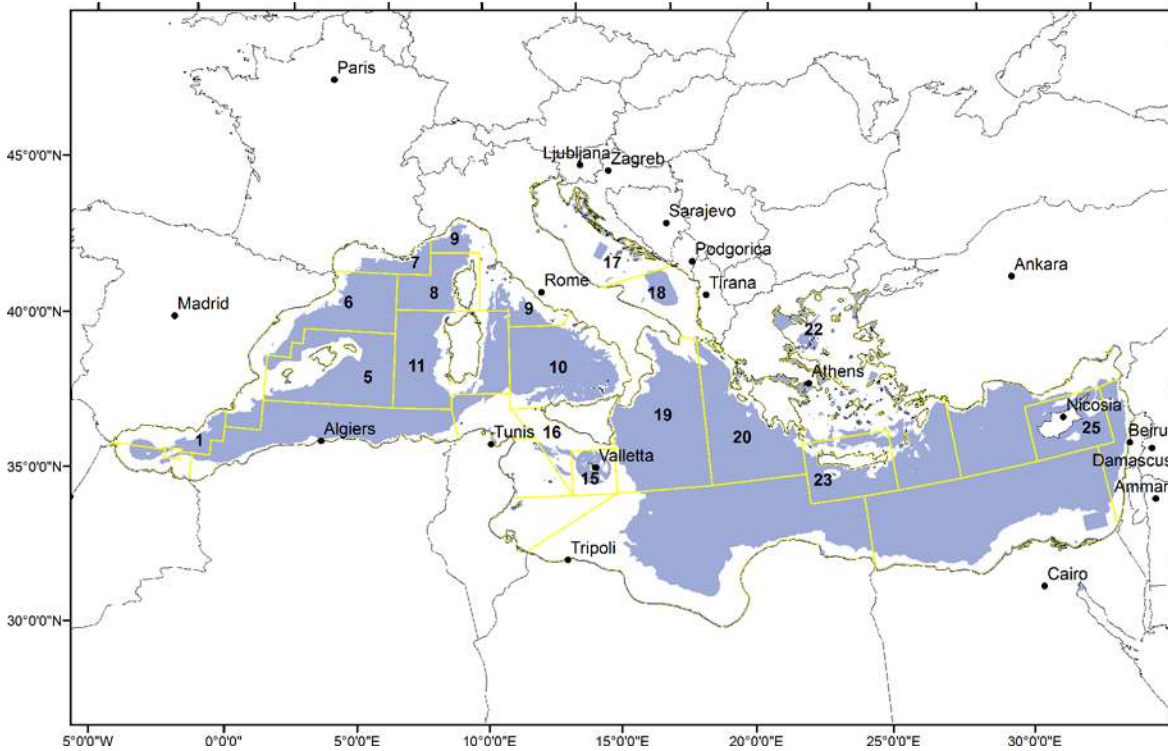 Paris
45°0'0"N
Ljubljana
Zagreb
Sarajevo
9
17
Podgorica
7
Ankara
6
8
Rome
18
Tirana
Madrid
40°0'0"N
9
22
5
11
10
Athens
19
20
Nicosia
25
1
Algiers
Tunis
16
Beirut
35°0'0"N
Valletta
15
23
Damascus
Amman
Tripoli
Cairo
30°0'0"N
5°0'0"W
0°0'0"
5°0'0"E
10°0'0"E
15°0'0"E
20°0'0"E
25°0'0"E
30°0'0"E